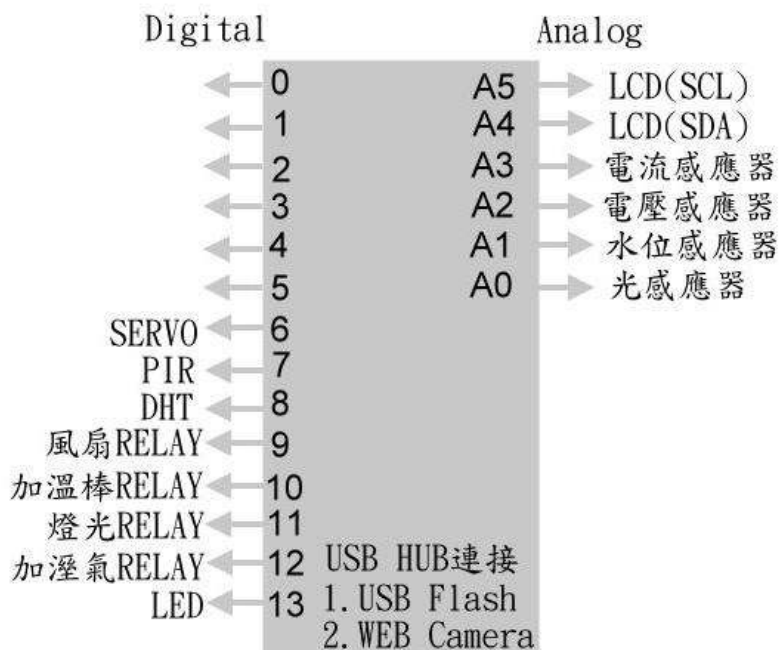 Digital
Analog
0
A5
LCD(SCL)
1
A4
LCD(SDA)
2
A3
電流感應器
3
A2
電壓感應器
4
A1
水位感應器
5
A0
光感應器
SERVO
6
PIR
7
DHT
8
風扇RELAY
9
加溫棒RELAY
10
燈光RELAY
11
加溼氣RELAY
12
USB HUB連接
LED
13
1.USB Flash
2.WEB Camera